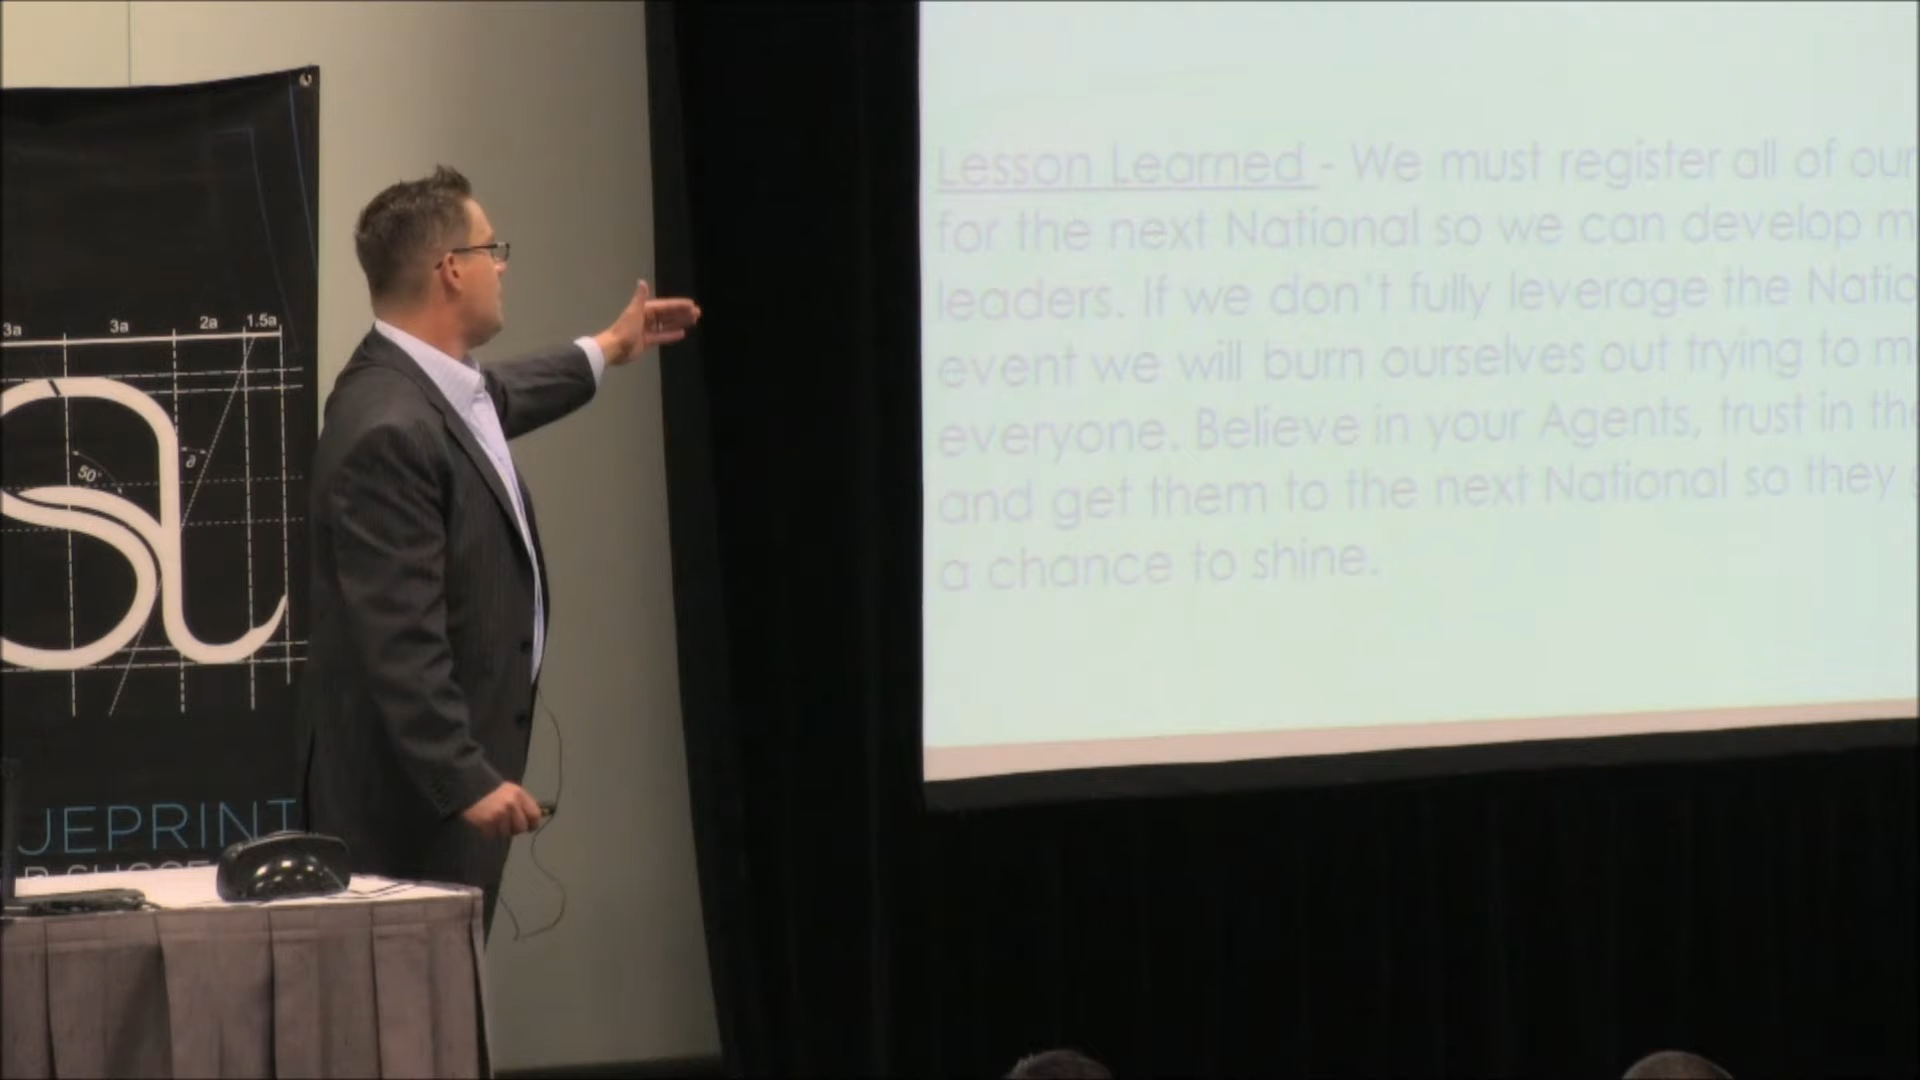 3a 3a 2a 1.5a
50°
a
UEPRINT
Lesson Learned - We must register all of our
for the next National so we can develop m
leaders. If we don't fully leverage the Natio
event we will burn ourselves out trying to m
everyone. Believe in your Agents, trust in the
and get them to the next National so they g
a chance to shine.